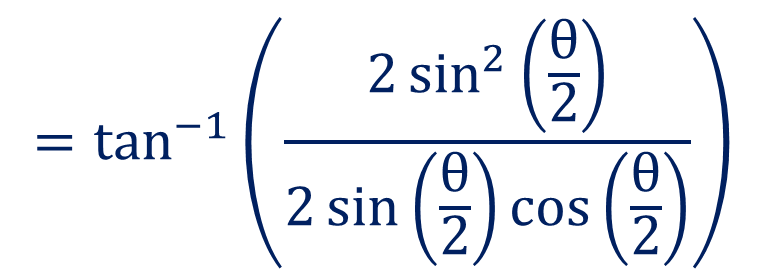 = tan⁻¹ ( (2 sin² (θ/2)) / (2 sin (θ/2) cos (θ/2)) )